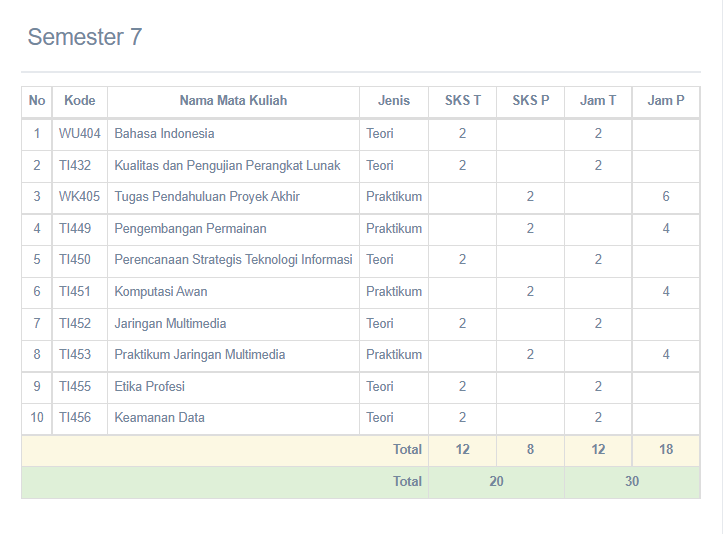 Semester 7
No Kode Nama Mata Kuliah Jenis SKS T SKS P Jam T Jam P
1 WU404 Bahasa Indonesia Teori 2 2
2 TI432 Kualitas dan Pengujian Perangkat Lunak Teori 2 2
3 WK405 Tugas Pendahuluan Proyek Akhir Praktikum 2 6
4 TI449 Pengembangan Permainan Praktikum 2 4
5 TI450 Perencanaan Strategis Teknologi Informasi Teori 2 2
6 TI451 Komputasi Awan Praktikum 2 4
7 TI452 Jaringan Multimedia Teori 2 2
8 TI453 Praktikum Jaringan Multimedia Praktikum 2 4
9 TI455 Etika Profesi Teori 2 2
10 TI456 Keamanan Data Teori 2 2
Total 12 8 12 18
Total 20 30